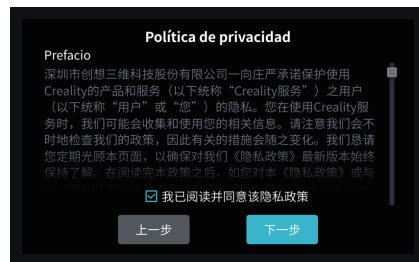 Política de privacidad
Prefacio
深圳市创想三维科技股份有限公司一向庄严承诺保护使用
Creality的产品和服务（以下统称“Creality服务”）之用户
（以下统称“用户”或“您”）的隐私。您在使用Creality服
务时，我们可能会收集和使用您的相关信息。请注意我们会不
时地检查我们的政策，因此有关的措施会随之变化。我们恳请
您定期光顾本页面，以确保对我们《隐私政策》最新版本始终
保持了解。在阅读完本政策之后，如您对本《隐私政策》或与
我已阅读并同意该隐私政策
上一步
下一步